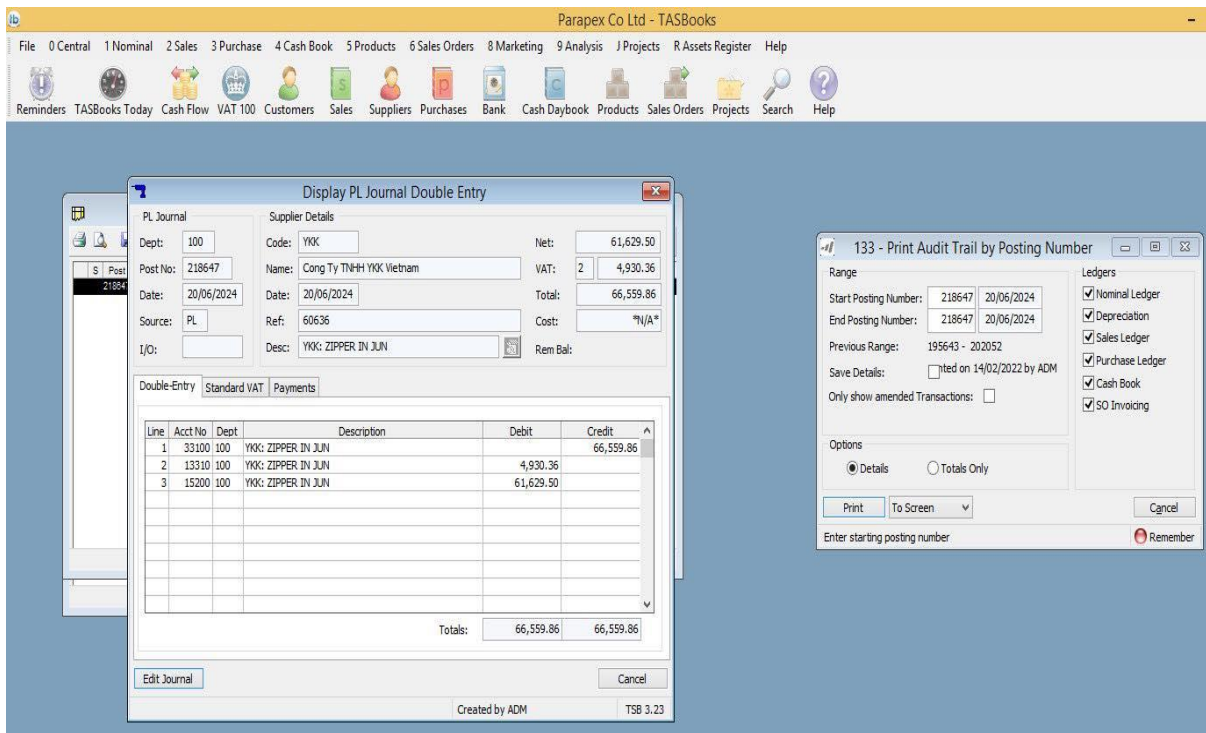 Parapex Co Ltd - TASBooks
File 0 Central 1 Nominal 2 Sales 3 Purchase 4 Cash Book 5 Products 6 Sales Orders 8 Marketing 9 Analysis J Projects R Assets Register Help
Reminders TASBooks Today Cash Flow VAT 100 Customers Sales Suppliers Purchases Bank Cash Daybook Products Sales Orders Projects Search Help
S Post
21864
Display PL Journal Double Entry
PL Journal
Dept: 100
Post No: 218647
Date: 20/06/2024
Source: PL
I/O:
Supplier Details
Code: YKK
Name: Cong Ty TNHH YKK Vietnam
Date: 20/06/2024
Ref: 60636
Desc: YKK: ZIPPER IN JUN
Net: 61,629.50
VAT: 2 4,930.36
Total: 66,559.86
Cost: *N/A*
Rem Bal:
Double-Entry Standard VAT Payments
Line Acct No Dept Description Debit Credit
1 33100 100 YKK: ZIPPER IN JUN 66,559.86
2 13310 100 YKK: ZIPPER IN JUN 4,930.36
3 15200 100 YKK: ZIPPER IN JUN 61,629.50
Totals: 66,559.86 66,559.86
Edit Journal Cancel
Created by ADM TSB 3.23
133 - Print Audit Trail by Posting Number
Range
Start Posting Number: 218647 20/06/2024
End Posting Number: 218647 20/06/2024
Previous Range: 195643 - 202052
Save Details: nted on 14/02/2022 by ADM
Only show amended Transactions:
Options
Details Totals Only
Ledgers
Nominal Ledger
Depreciation
Sales Ledger
Purchase Ledger
Cash Book
SO Invoicing
Print To Screen Cancel
Enter starting posting number Remember